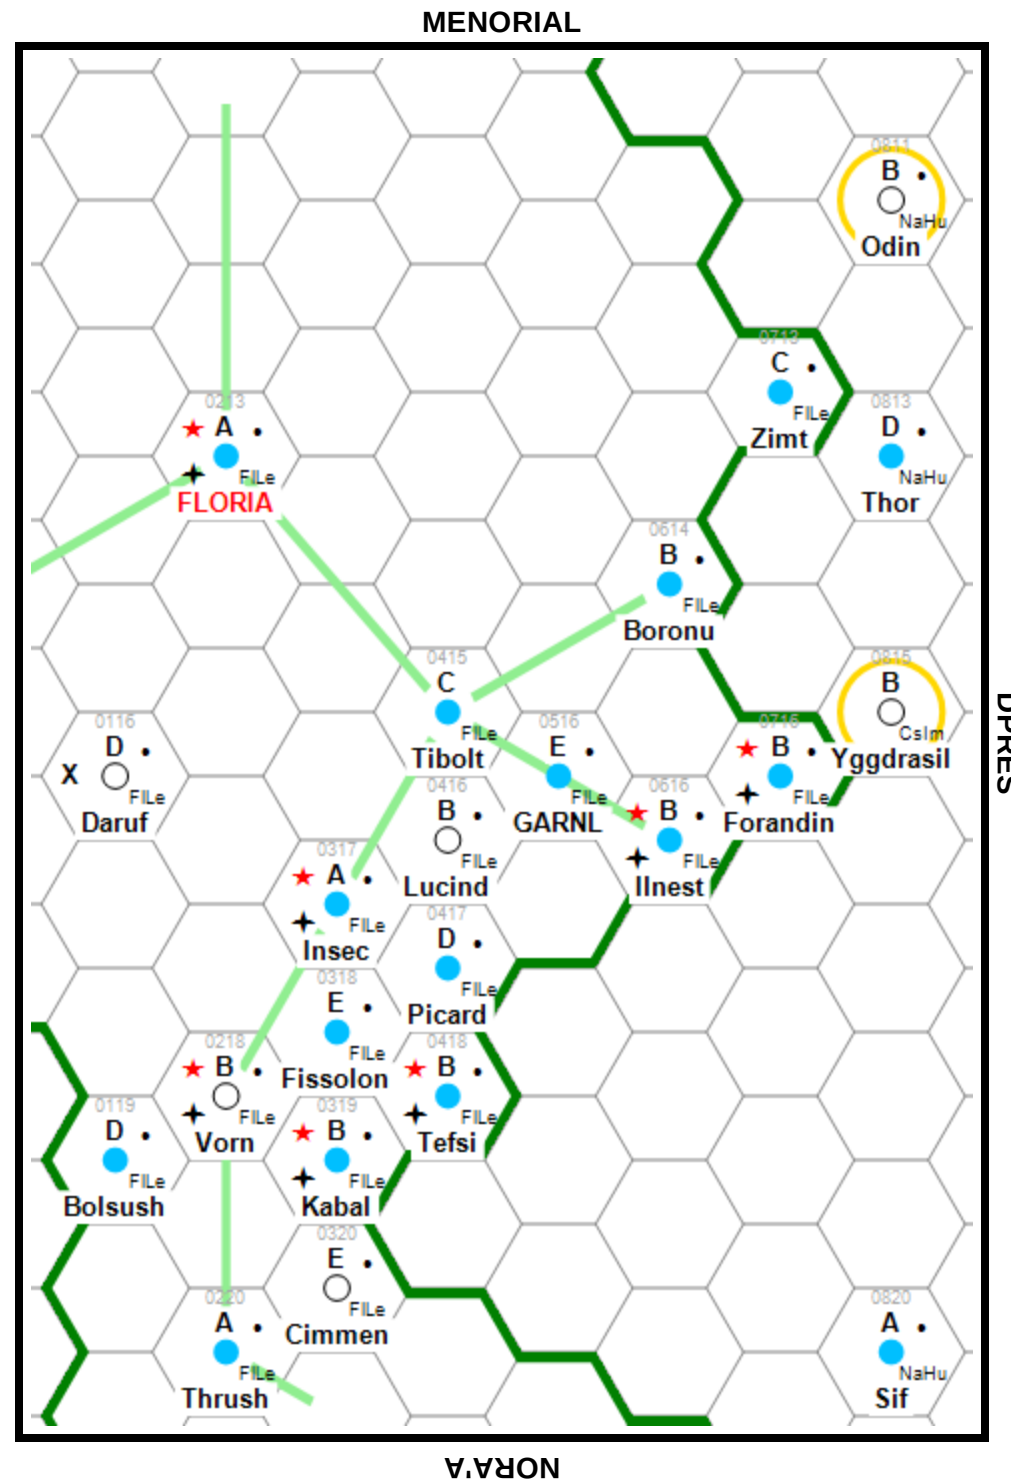 MENORIAL
0811
B
NaHu
Odin
0713
C
FlLe
Zimt
0213
A
FlLe
FLORIA
0813
D
NaHu
Thor
0614
B
FlLe
Boronu
0415
C
FlLe
Tibolt
0815
B
CsIm
Yggdrasil
DPRES
0116
D
X
FlLe
Daruf
0516
E
GARNL
0716
B
FlLe
Forandin
0416
B
FlLe
Lucind
0616
B
FlLe
Ilnest
0317
A
FlLe
Insec
0417
D
FlLe
Picard
0318
E
FlLe
Fissolon
0218
B
FlLe
Vorn
0418
B
FlLe
Tefsi
0119
D
FlLe
Bolsush
0319
B
FlLe
Kabal
0320
E
FlLe
Cimmen
0220
A
FlLe
Thrush
0820
A
NaHu
Sif
NORA'A